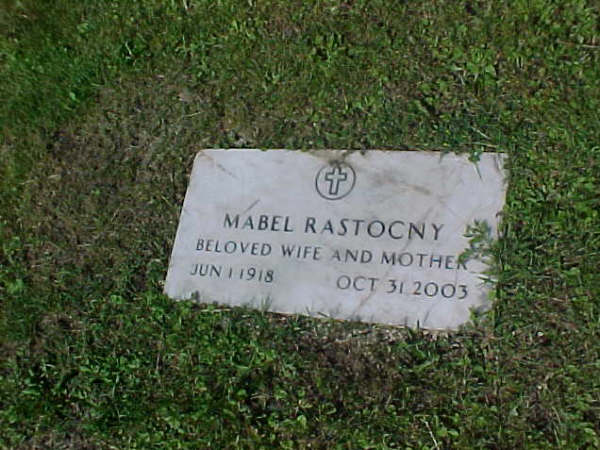 MABEL RASTOCNY
BELOVED WIFE AND MOTHER
JUN 1 1918 OCT 31 2003